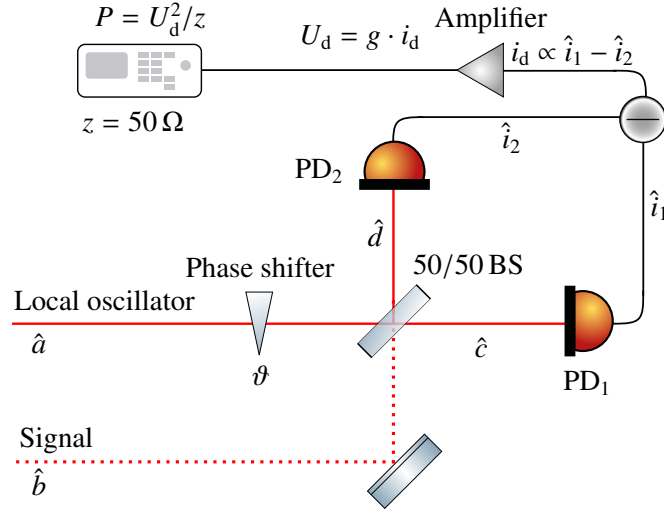 P = U_d^2/z
Amplifier
U_d = g · i_d
i_d ∝ î_1 − î_2
z = 50 Ω
î_2
PD_2
î_1
d̂
50/50 BS
Phase shifter
Local oscillator
â
ϑ
ĉ
PD_1
Signal
b̂